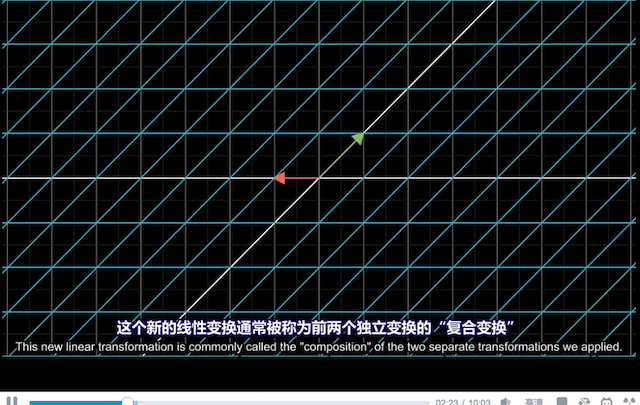 这个新的线性变换通常被称为前两个独立变换的“复合变换”
This new linear transformation is commonly called the "composition" of the two separate transformations we applied.
02:23 / 10:03 高清